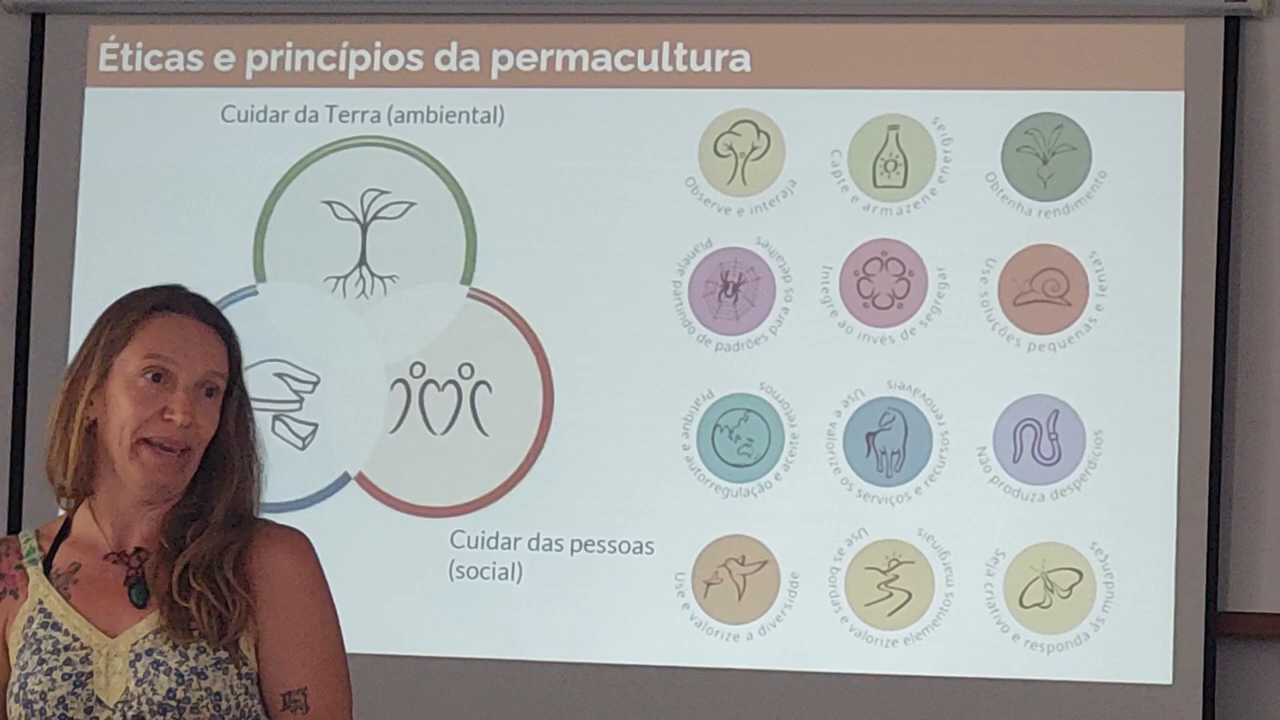 Éticas e princípios da permacultura
Cuidar da Terra (ambiental)
Cuidar das pessoas
(social)
Observe e interaja
Capte e armazene energias
Obtenha rendimento
Planeje partindo de padrões para os detalhes
Integre ao invés de segregar
Use soluções pequenas e lentas
Pratique a autorregulação e aceite retornos
Use e valorize os serviços e recursos renováveis
Não produza desperdícios
Use e valorize a diversidde
Use as bordas e valorize elementos marginais
Seja criativo e responda às mudanças